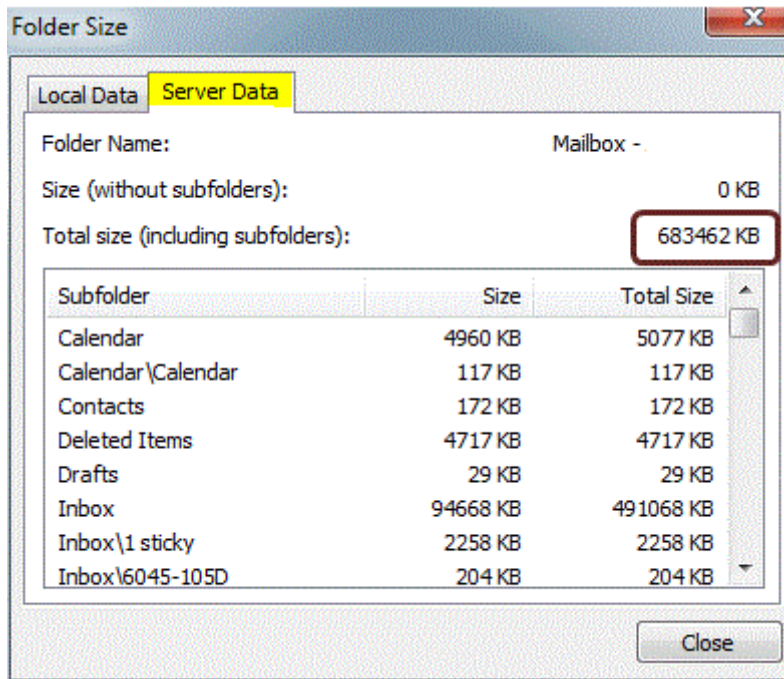 Folder Size
Local Data Server Data
Folder Name: Mailbox -
Size (without subfolders): 0 KB
Total size (including subfolders): 683462 KB
Subfolder Size Total Size
Calendar 4960 KB 5077 KB
Calendar\Calendar 117 KB 117 KB
Contacts 172 KB 172 KB
Deleted Items 4717 KB 4717 KB
Drafts 29 KB 29 KB
Inbox 94668 KB 491068 KB
Inbox\1 sticky 2258 KB 2258 KB
Inbox\6045-105D 204 KB 204 KB
Close